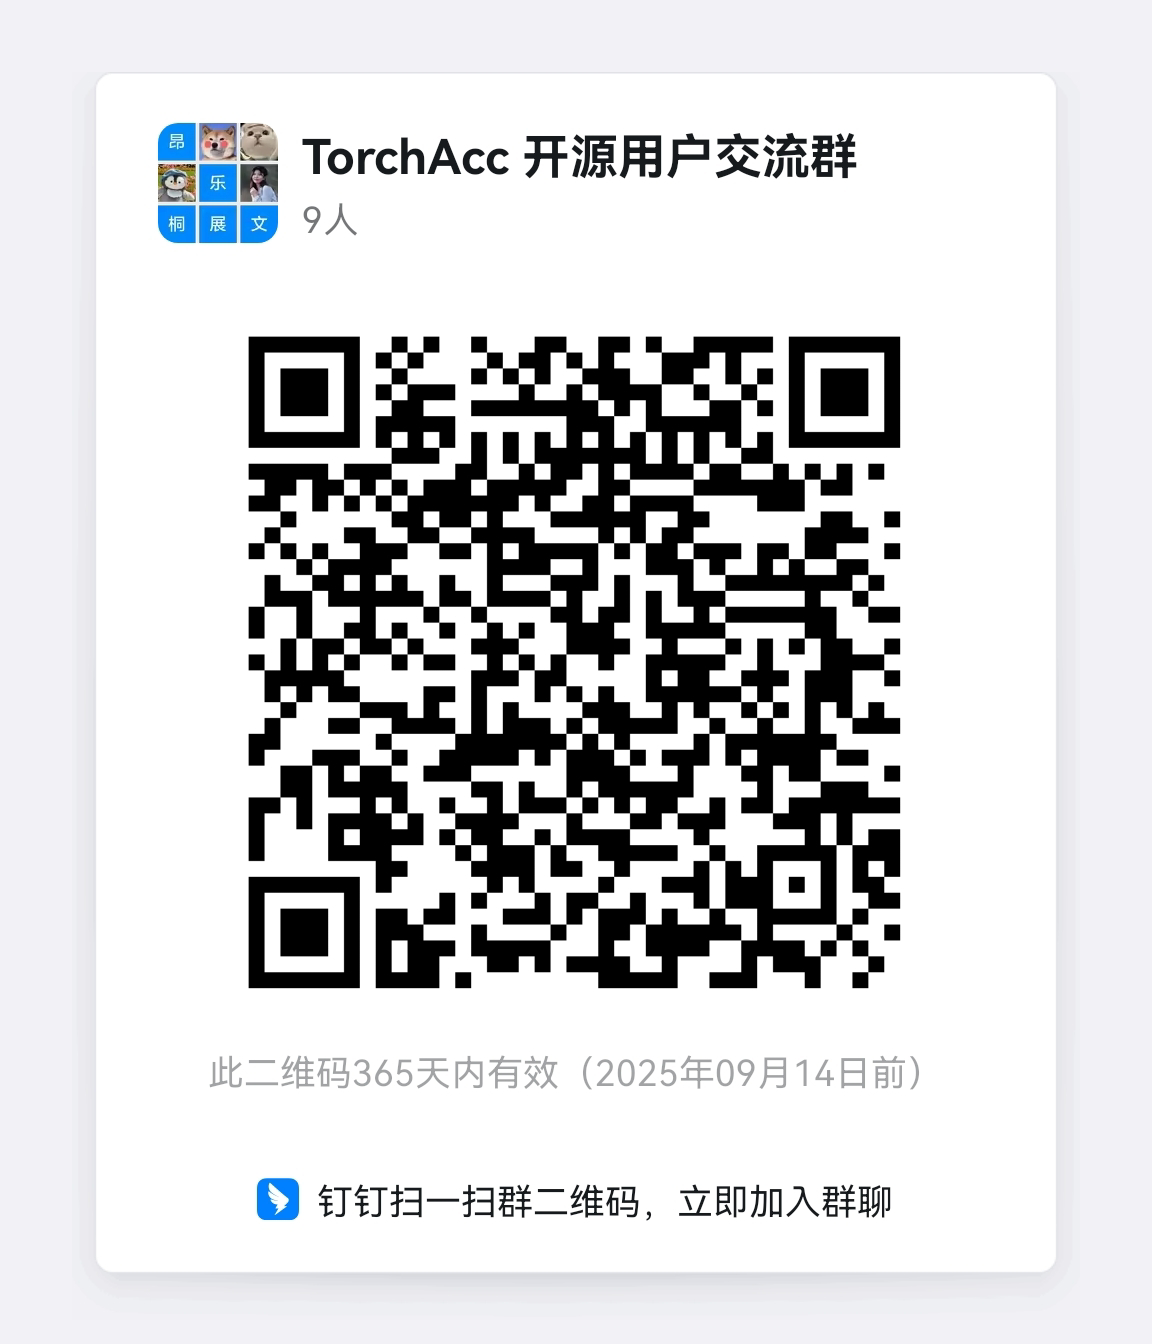 昂
乐
桐 展 文
TorchAcc 开源用户交流群
9人
此二维码365天内有效（2025年09月14日前）
钉钉扫一扫群二维码，立即加入群聊